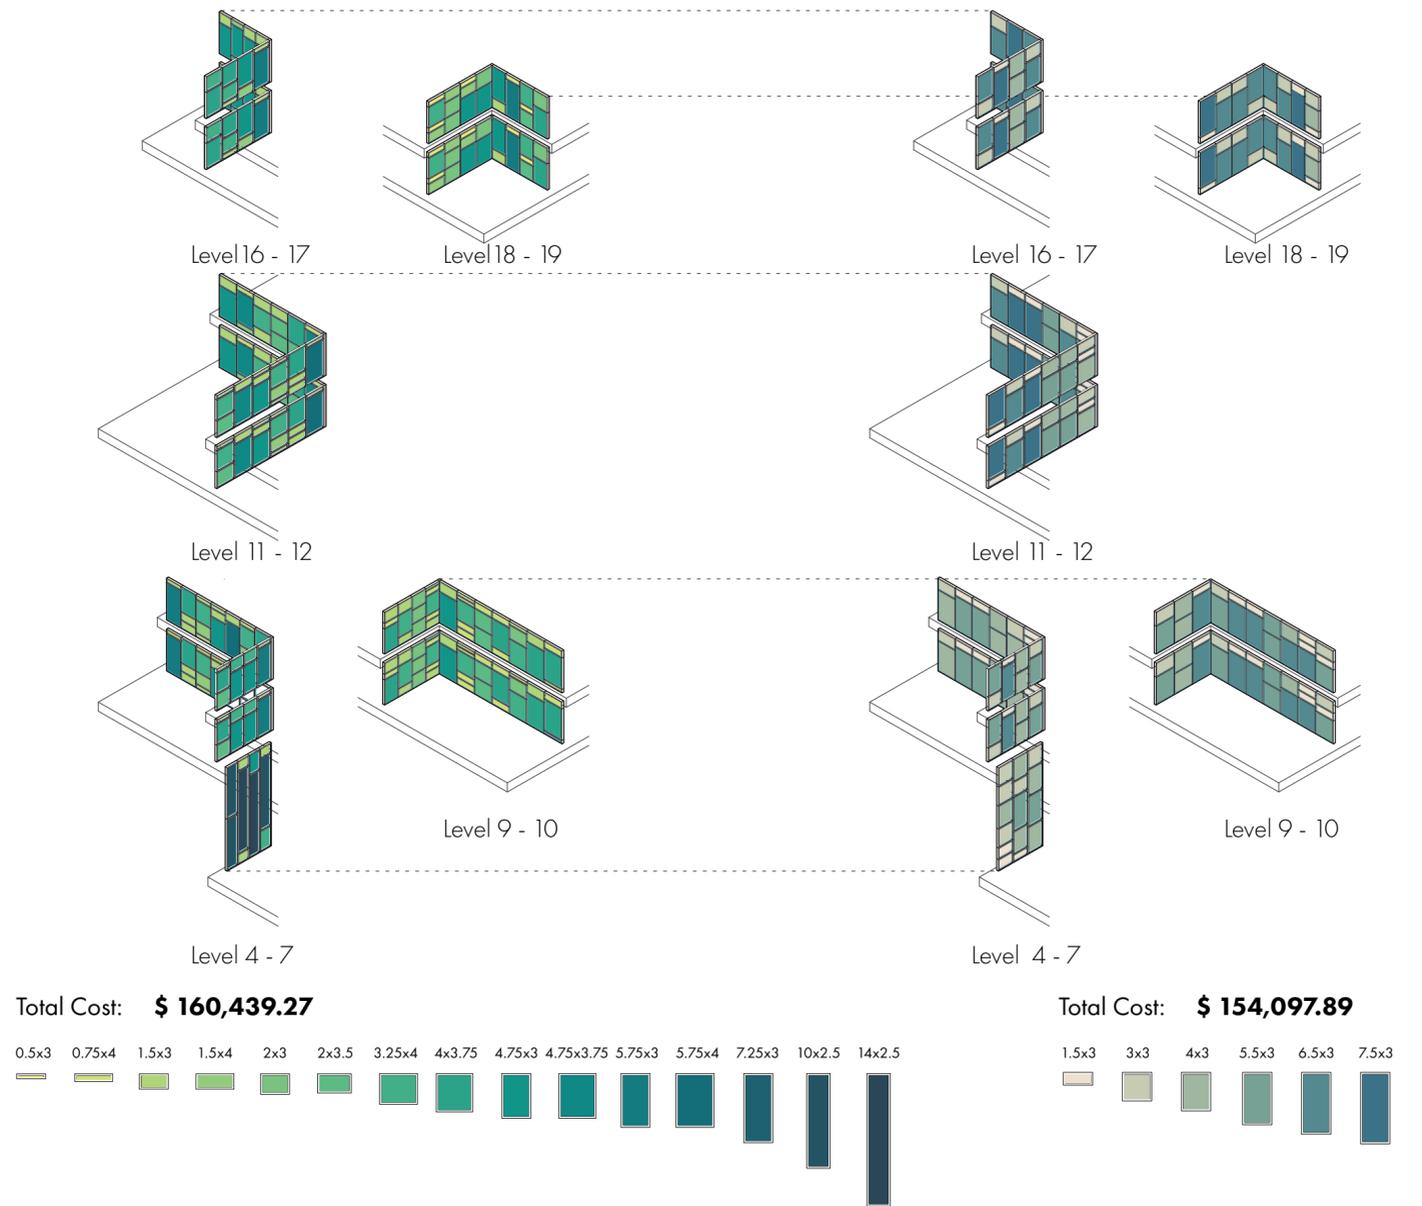 Level16 - 17
Level18 - 19
Level 16 - 17
Level 18 - 19
Level 11 - 12
Level 11 - 12
Level 9 - 10
Level 9 - 10
Level 4 - 7
Level 4 - 7
Total Cost: $ 160,439.27
Total Cost: $ 154,097.89
0.5x3 0.75x4 1.5x3 1.5x4 2x3 2x3.5 3.25x4 4x3.75 4.75x3 4.75x3.75 5.75x3 5.75x4 7.25x3 10x2.5 14x2.5
1.5x3 3x3 4x3 5.5x3 6.5x3 7.5x3